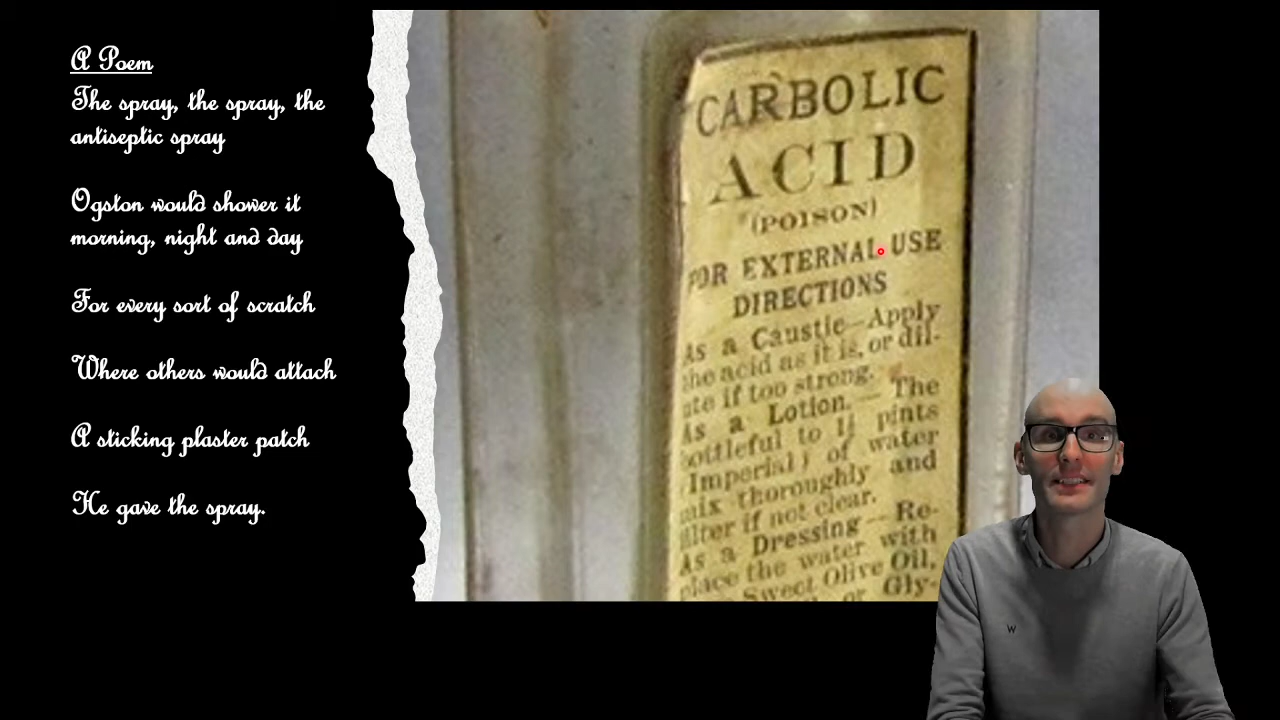 A Poem
The spray, the spray, the
antiseptic spray
Ogston would shower it
morning, night and day
For every sort of scratch
Where others would attach
A sticking plaster patch
He gave the spray.
CARBOLIC
ACID
(POISON)
FOR EXTERNAL USE
DIRECTIONS
As a Caustic—Apply
the acid as it is, or dil-
ute if too strong.
As a Lotion. — The
bottleful to 1½ pints
(Imperial) of water
mix thoroughly and
filter if not clear.
As a Dressing — Re-
place the water with
Sweet Olive Oil,
or Gly-
W